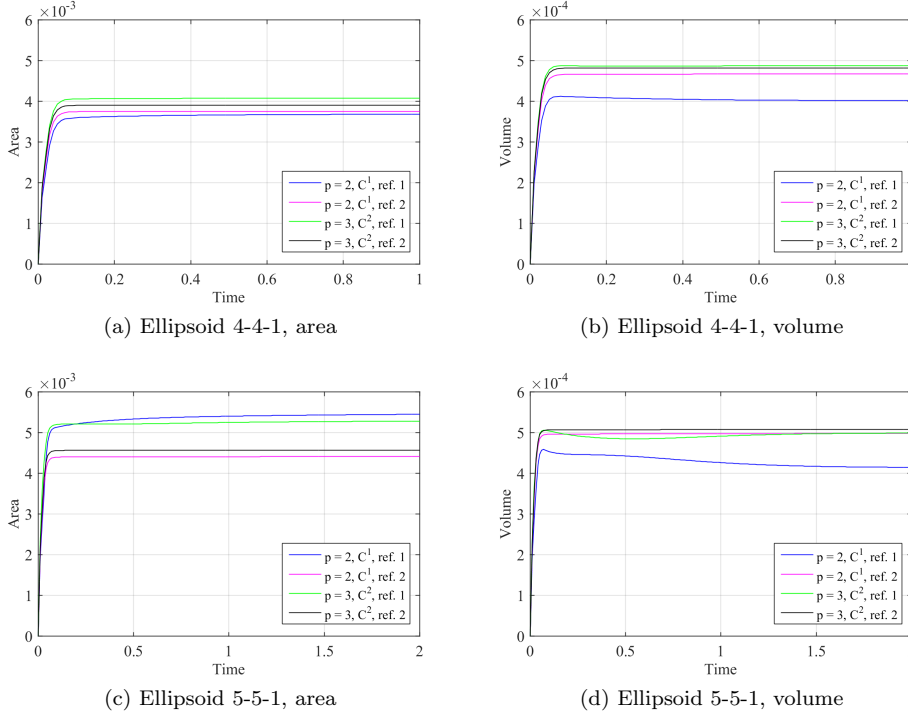 ×10⁻³
6
5
4
3
2
1
0
Area
0 0.2 0.4 0.6 0.8 1
Time
p = 2, C¹, ref. 1
p = 2, C¹, ref. 2
p = 3, C², ref. 1
p = 3, C², ref. 2
(a) Ellipsoid 4-4-1, area
×10⁻⁴
6
5
4
3
2
1
0
Volume
0 0.2 0.4 0.6 0.8
Time
p = 2, C¹, ref. 1
p = 2, C¹, ref. 2
p = 3, C², ref. 1
p = 3, C², ref. 2
(b) Ellipsoid 4-4-1, volume
×10⁻³
6
5
4
3
2
1
0
Area
0 0.5 1 1.5 2
Time
p = 2, C¹, ref. 1
p = 2, C¹, ref. 2
p = 3, C², ref. 1
p = 3, C², ref. 2
(c) Ellipsoid 5-5-1, area
×10⁻⁴
6
5
4
3
2
1
0
Volume
0 0.5 1 1.5
Time
p = 2, C¹, ref. 1
p = 2, C¹, ref. 2
p = 3, C², ref. 1
p = 3, C², ref. 2
(d) Ellipsoid 5-5-1, volume